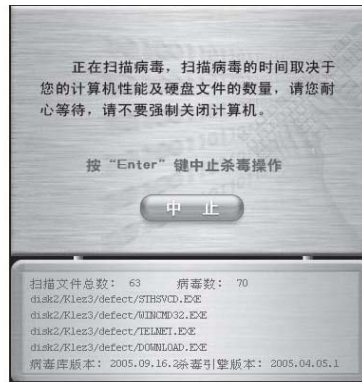 正在扫描病毒，扫描病毒的时间取决于
您的计算机性能及硬盘文件的数量，请您耐
心等待，请不要强制关闭计算机。
按“Enter”键中止杀毒操作
中 止
扫描文件总数： 63 病毒数： 70
disk2/Klez3/defect/STHSVCD.EXE
disk2/Klez3/defect/WINCMD32.EXE
disk2/Klez3/defect/TELNET.EXE
disk2/Klez3/defect/DOWNLOAD.EXE
病毒库版本： 2005.09.16.2杀毒引擎版本： 2005.04.05.1